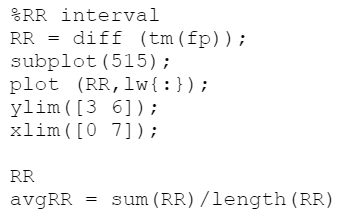 %RR interval
RR = diff (tm(fp));
subplot(515);
plot (RR,lw{:});
ylim([3 6]);
xlim([0 7]);
RR
avgRR = sum(RR)/length(RR)